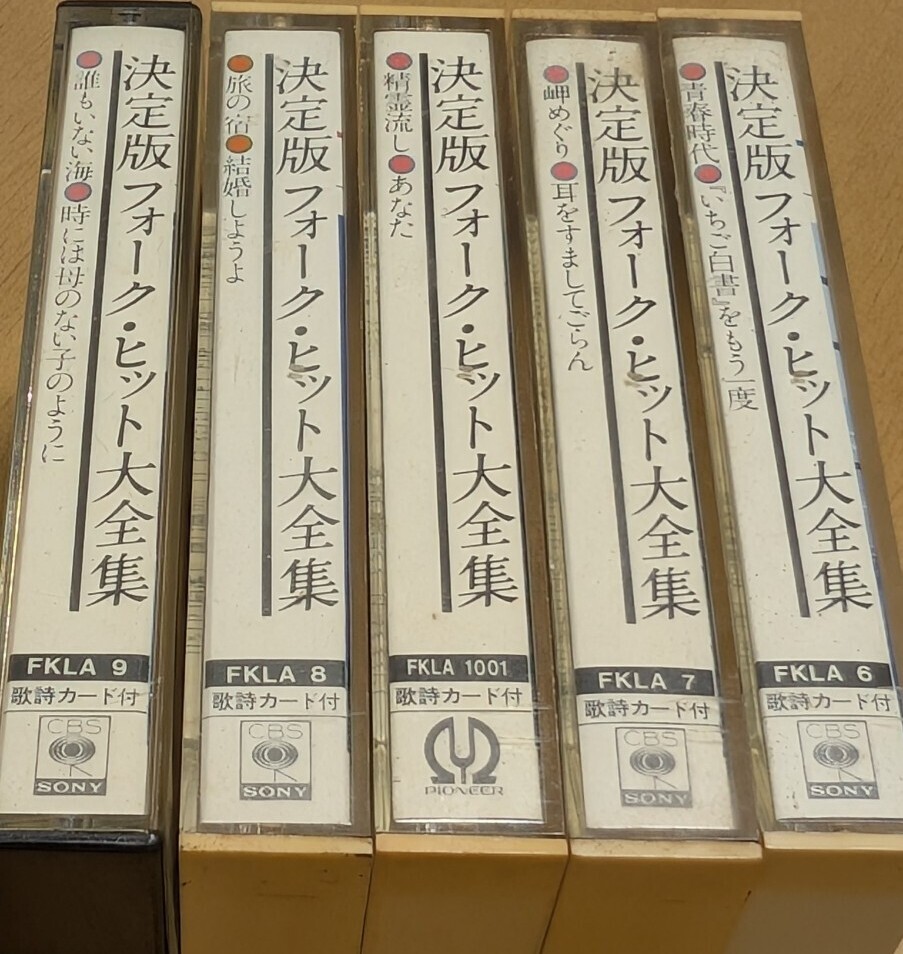 決定版フォーク・ヒット大全集
●誰もいない海●時には母のない子のように
FKLA 9
歌詩カード付
CBS
SONY
決定版フォーク・ヒット大全集
●旅の宿●結婚しようよ
FKLA 8
歌詩カード付
CBS
SONY
決定版フォーク・ヒット大全集
●精霊流し●あなた
FKLA 1001
歌詩カード付
PIONEER
決定版フォーク・ヒット大全集
●岬めぐり●耳をすましてごらん
FKLA 7
歌詩カード付
CBS
SONY
決定版フォーク・ヒット大全集
●青春時代●『いちご白書』をもう一度
FKLA 6
歌詩カード付
CBS
SONY